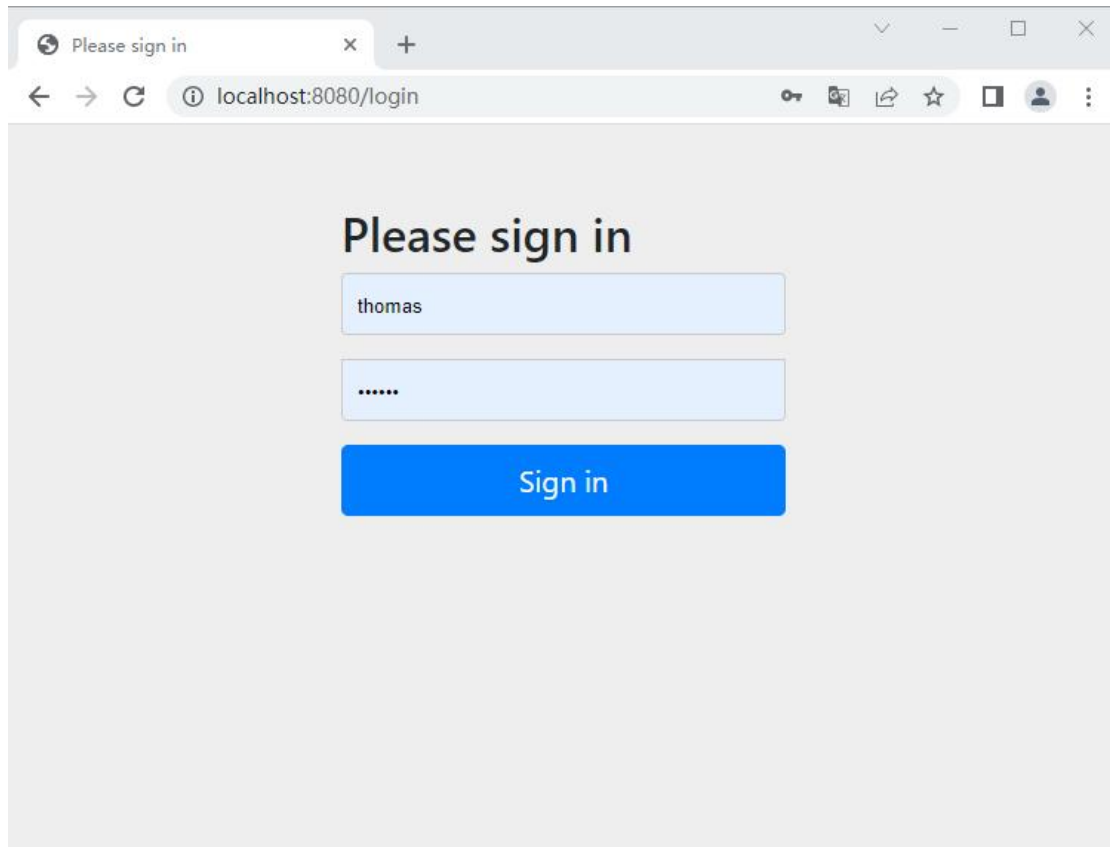 Please sign in
localhost:8080/login
Please sign in
thomas
••••••
Sign in